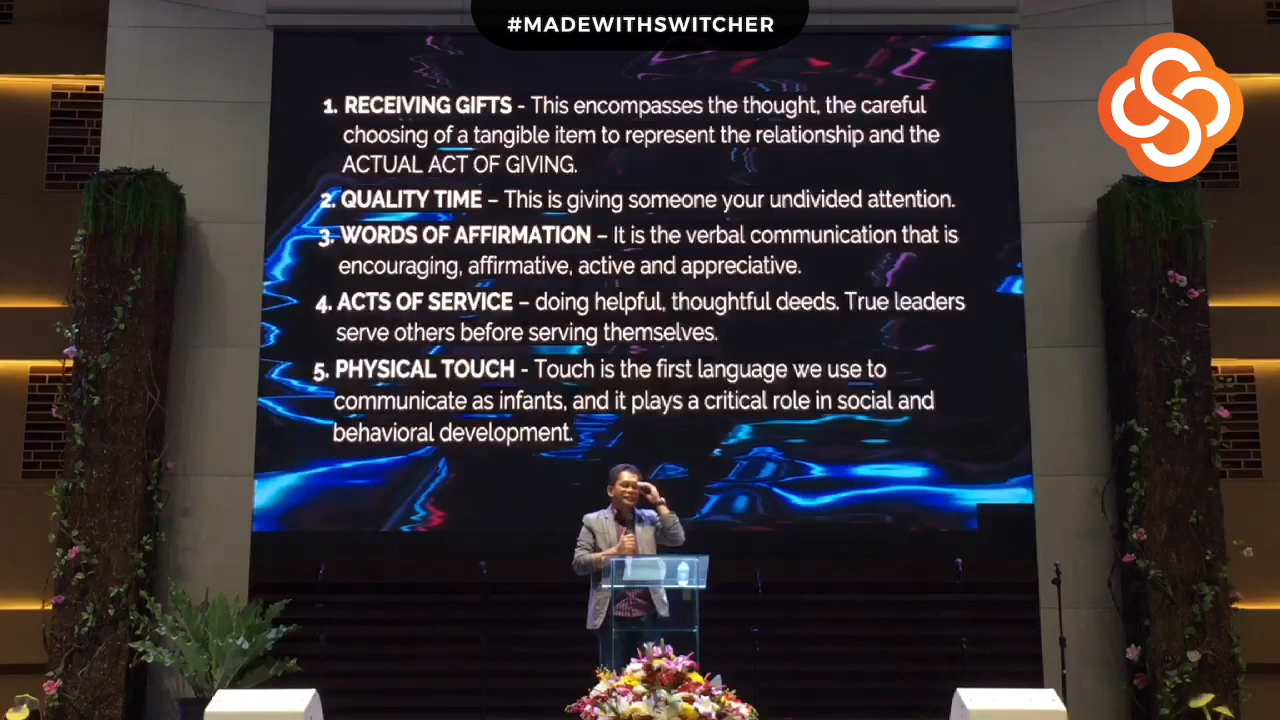 #MADEWITHSWITCHER
1. RECEIVING GIFTS - This encompasses the thought, the careful
choosing of a tangible item to represent the relationship and the
ACTUAL ACT OF GIVING.
2. QUALITY TIME – This is giving someone your undivided attention.
3. WORDS OF AFFIRMATION – It is the verbal communication that is
encouraging, affirmative, active and appreciative.
4. ACTS OF SERVICE – doing helpful, thoughtful deeds. True leaders
serve others before serving themselves.
5. PHYSICAL TOUCH - Touch is the first language we use to
communicate as infants, and it plays a critical role in social and
behavioral development.